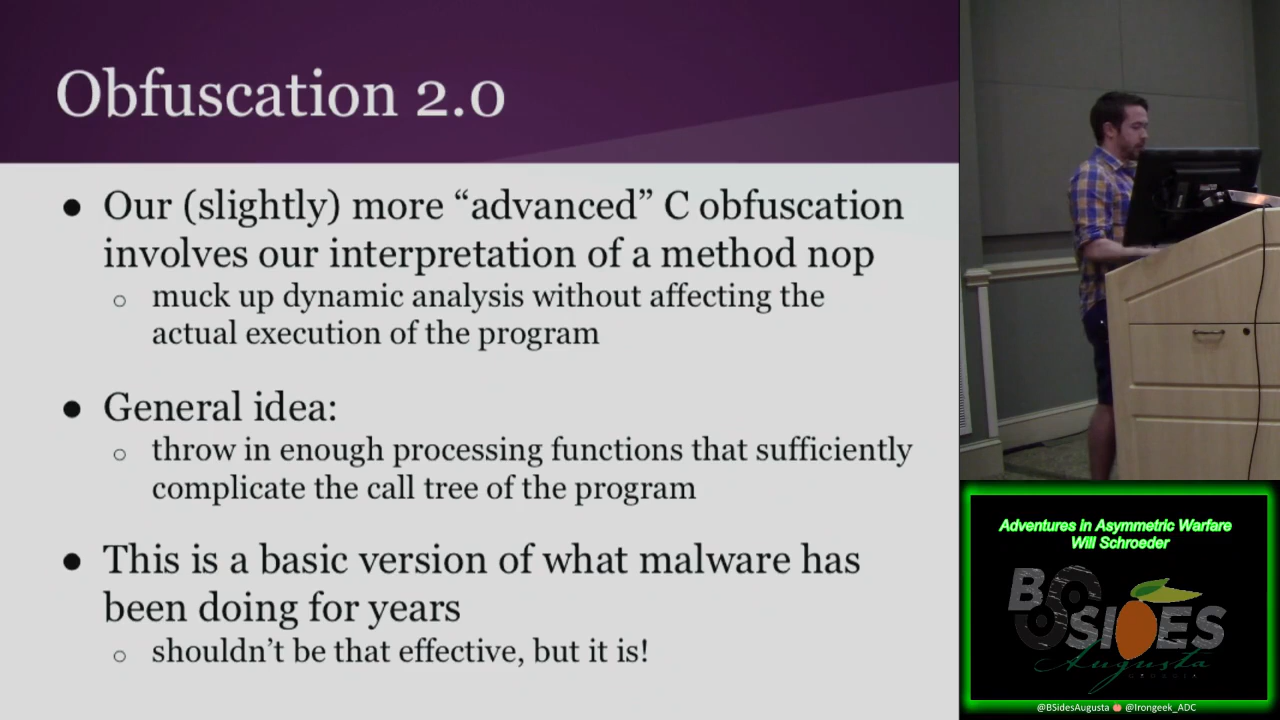 Obfuscation 2.0
● Our (slightly) more “advanced” C obfuscation
involves our interpretation of a method nop
○ muck up dynamic analysis without affecting the
actual execution of the program
● General idea:
○ throw in enough processing functions that sufficiently
complicate the call tree of the program
● This is a basic version of what malware has
been doing for years
○ shouldn’t be that effective, but it is!
Adventures in Asymmetric Warfare
Will Schroeder
BSIDES
Augusta
GEORGIA
@BSidesAugusta @Irongeek_ADC